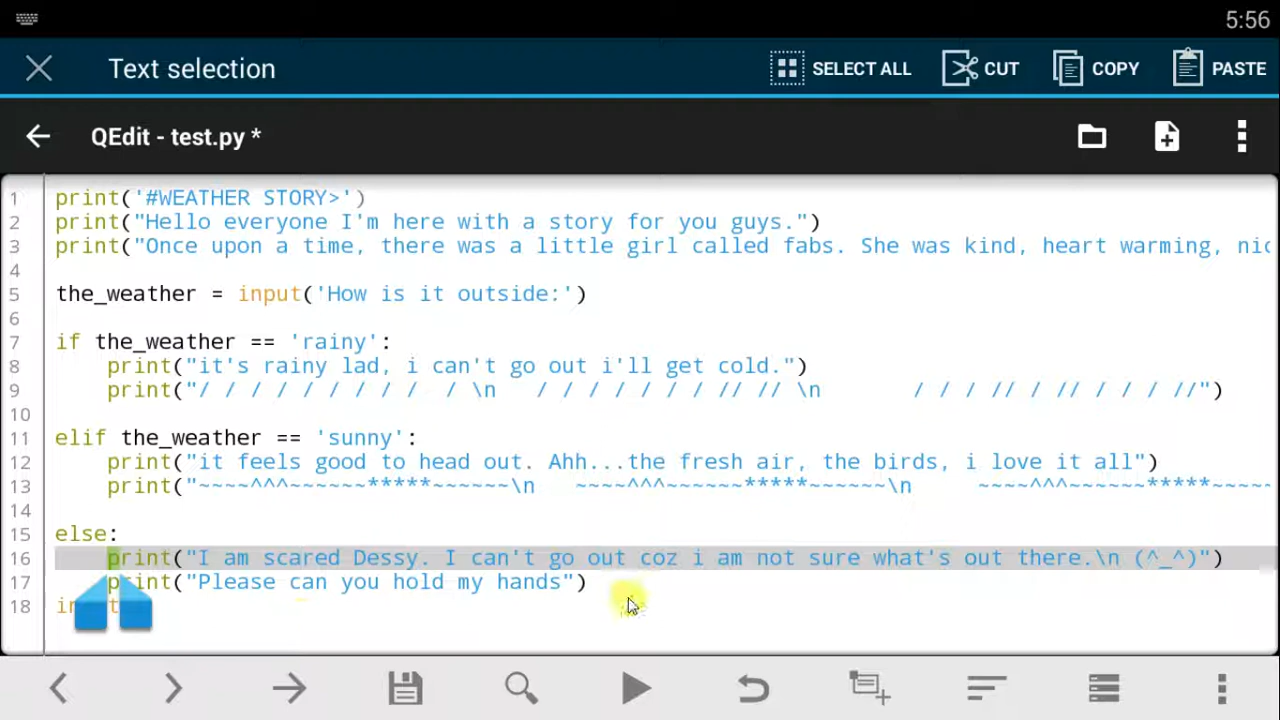 5:56
Text selection
SELECT ALL
CUT
COPY
PASTE
QEdit - test.py *
1 print('#WEATHER STORY>')
2 print("Hello everyone I'm here with a story for you guys.")
3 print("Once upon a time, there was a little girl called fabs. She was kind, heart warming, nic
4
5 the_weather = input('How is it outside:')
6
7 if the_weather == 'rainy':
8 print("it's rainy lad, i can't go out i'll get cold.")
9 print("/ / / / / / / / /  / \n   / / / / / / / // // \n       / / / // / // / / / //")
10
11 elif the_weather == 'sunny':
12 print("it feels good to head out. Ahh...the fresh air, the birds, i love it all")
13 print("~~~~^^^~~~~~~*****~~~~~~\n   ~~~~^^^~~~~~~*****~~~~~~\n     ~~~~^^^~~~~~~*****~~~~~
14
15 else:
16 print("I am scared Dessy. I can't go out coz i am not sure what's out there.\n (^_^)")
17 print("Please can you hold my hands")
18